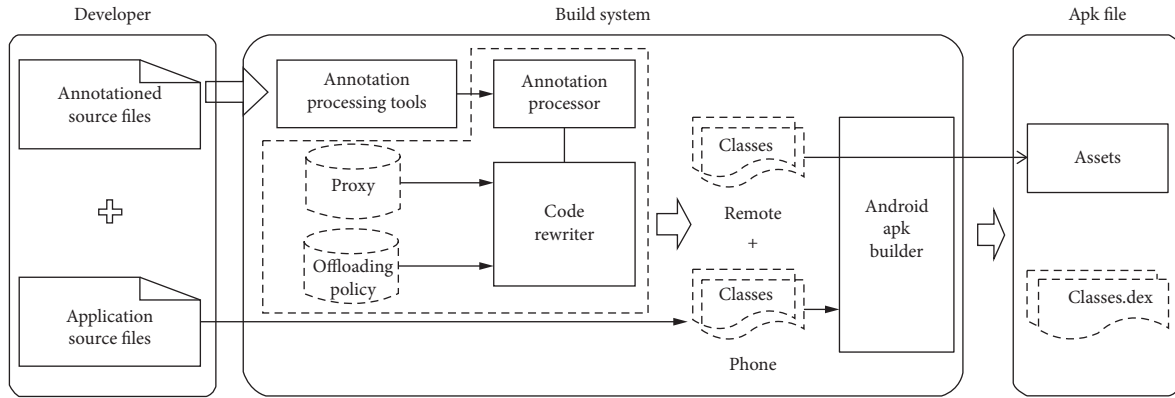 Developer
Build system
Apk file
Annotationed
source files
Annotation
processing tools
Annotation
processor
Proxy
Offloading
policy
Code
rewriter
Classes
Remote
+
Classes
Phone
Android
apk
builder
Assets
Classes.dex
Application
source files